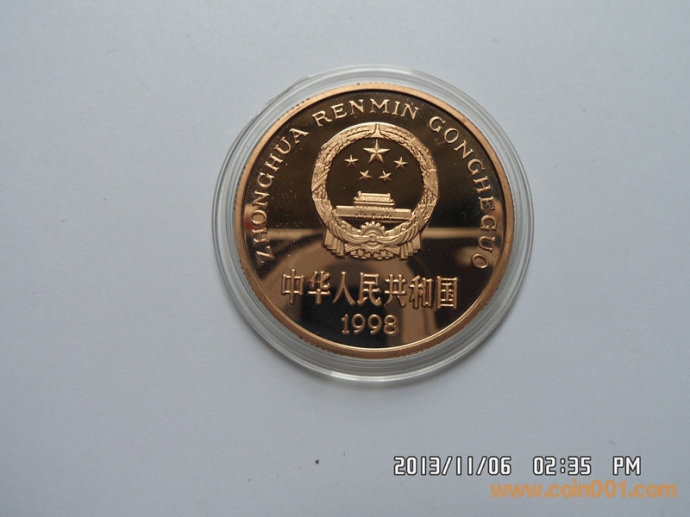 ZHONGHUA RENMIN GONGHEGUO
中华人民共和国
1998
2013/11/06 02:35 PM
www.coin001.com